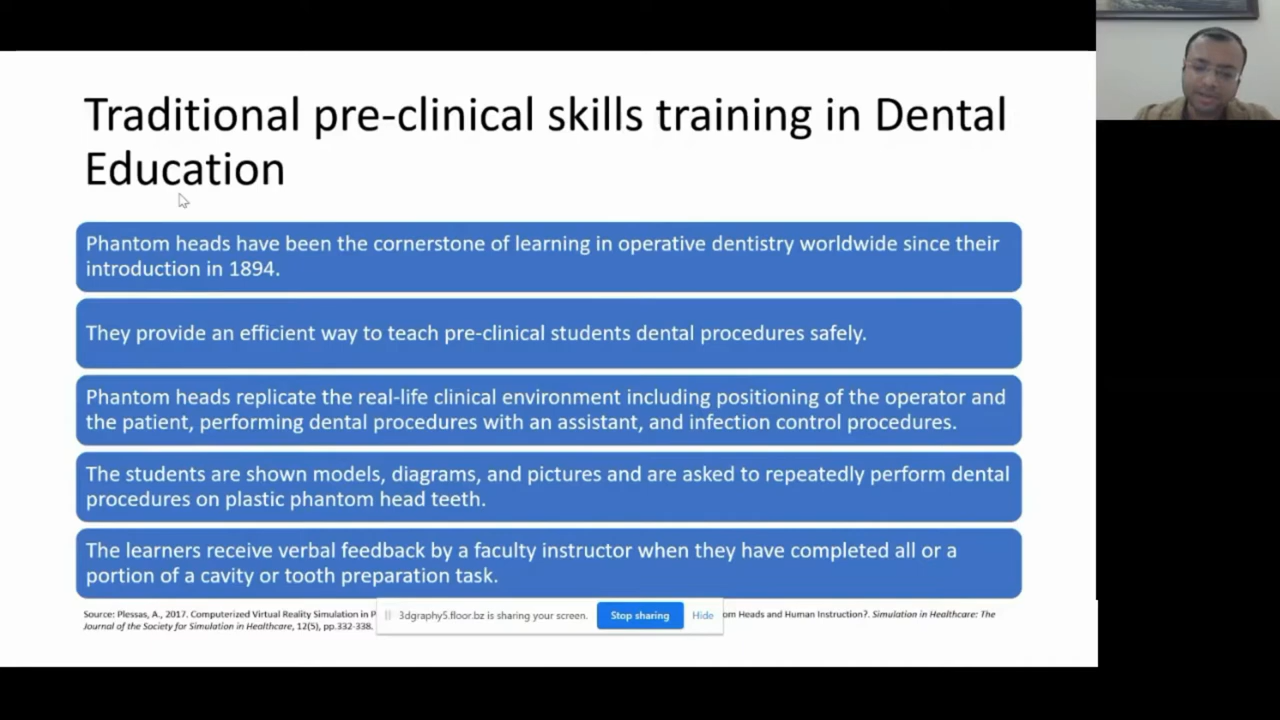 Traditional pre-clinical skills training in Dental
Education
Phantom heads have been the cornerstone of learning in operative dentistry worldwide since their
introduction in 1894.
They provide an efficient way to teach pre-clinical students dental procedures safely.
Phantom heads replicate the real-life clinical environment including positioning of the operator and
the patient, performing dental procedures with an assistant, and infection control procedures.
The students are shown models, diagrams, and pictures and are asked to repeatedly perform dental
procedures on plastic phantom head teeth.
The learners receive verbal feedback by a faculty instructor when they have completed all or a
portion of a cavity or tooth preparation task.
Source: Plessas, A., 2017. Computerized Virtual Reality Simulation in P
om Heads and Human Instruction?. Simulation in Healthcare: The
Journal of the Society for Simulation in Healthcare, 12(5), pp.332-338.
3dgraphy5.floor.bz is sharing your screen.
Stop sharing
Hide